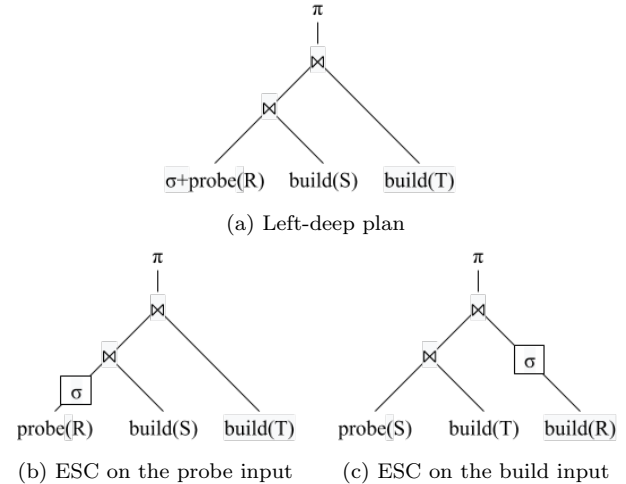 π
⋈
⋈
σ+probe(R) build(S) build(T)
(a) Left-deep plan
π π
⋈ ⋈
⋈ ⋈
σ σ
probe(R) build(S) build(T) probe(S) build(T) build(R)
(b) ESC on the probe input (c) ESC on the build input